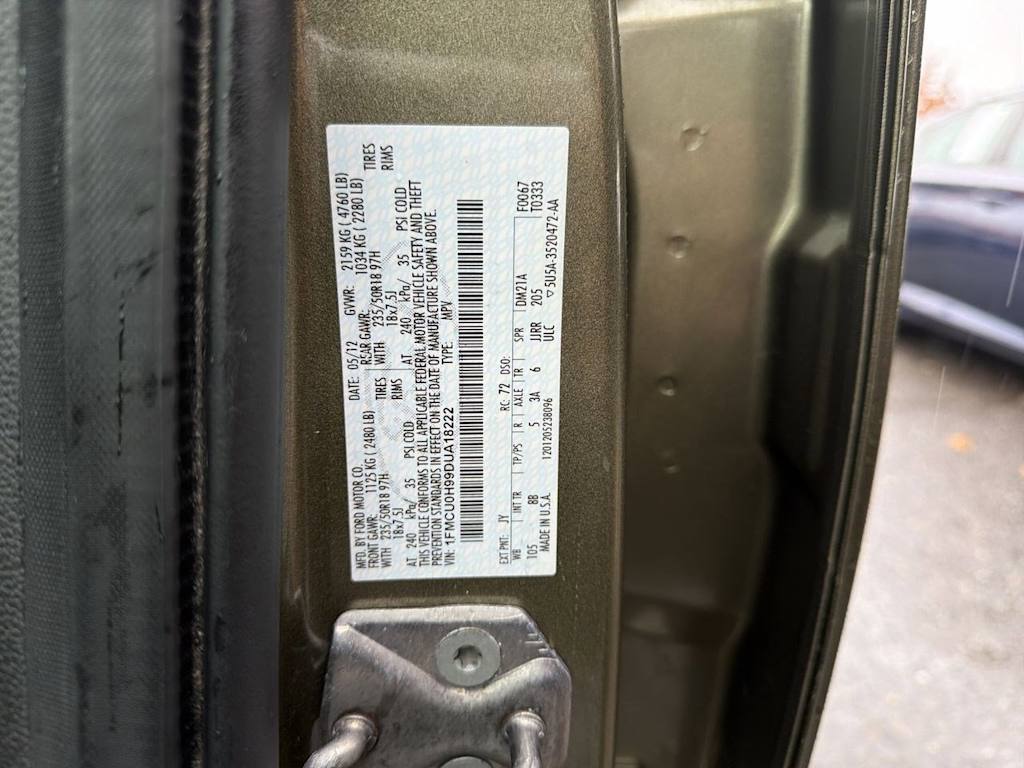 MFD. BY FORD MOTOR CO.
DATE: 05/12 GVWR: 2159 KG ( 4760 LB)
FRONT GAWR: 1125 KG ( 2480 LB) REAR GAWR: 1034 KG ( 2280 LB)
WITH 235/50R18 97H TIRES WITH 235/50R18 97H TIRES
18x7.5J RIMS 18x7.5J RIMS
AT 240 kPa/ 35 PSI COLD AT 240 kPa/ 35 PSI COLD
THIS VEHICLE CONFORMS TO ALL APPLICABLE FEDERAL MOTOR VEHICLE SAFETY AND THEFT
PREVENTION STANDARDS IN EFFECT ON THE DATE OF MANUFACTURE SHOWN ABOVE.
VIN: 1FMCU0H99DUA18222 TYPE: MPV
EXT PNT: JY RC: 72 DSO: F0067
WB INT TR TP/PS R AXLE TR SPR DM21A T0333
105 BB 5 3A 6 JJRR 205
MADE IN U.S.A. 1201205238096 ULC 5U5A-3520472-AA